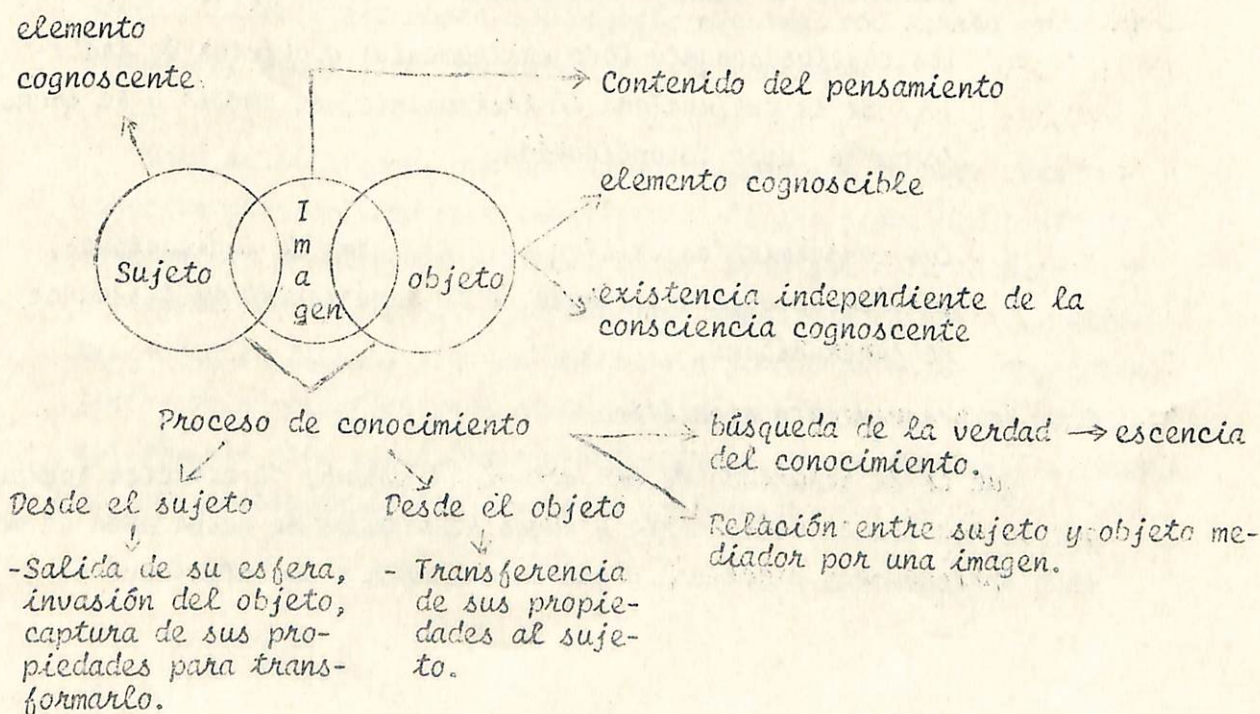 elemento
cognoscente
Contenido del pensamiento
elemento cognoscible
I
m
a
gen
Sujeto
objeto
existencia independiente de la
consciencia cognoscente
Proceso de conocimiento
búsqueda de la verdad → escencia
del conocimiento.
Desde el sujeto
Desde el objeto
Relación entre sujeto y objeto me-
diador por una imagen.
-Salida de su esfera,
invasión del objeto,
captura de sus pro-
piedades para trans-
formarlo.
- Transferencia
de sus propie-
dades al suje-
to.